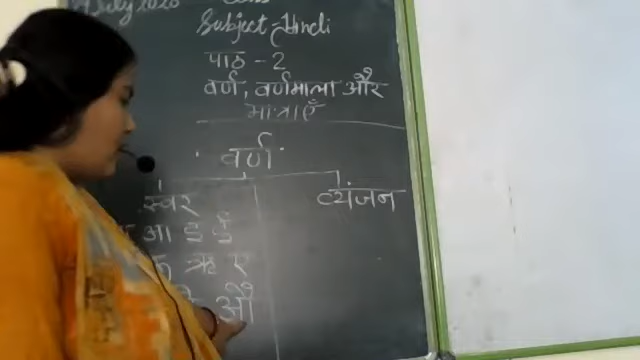 July 2020
Subject - Hindi
पाठ - 2
वर्ण, वर्णमाला और
मात्राएँ
वर्ण
स्वर व्यंजन
आ इ ई
ऋ ए
औ